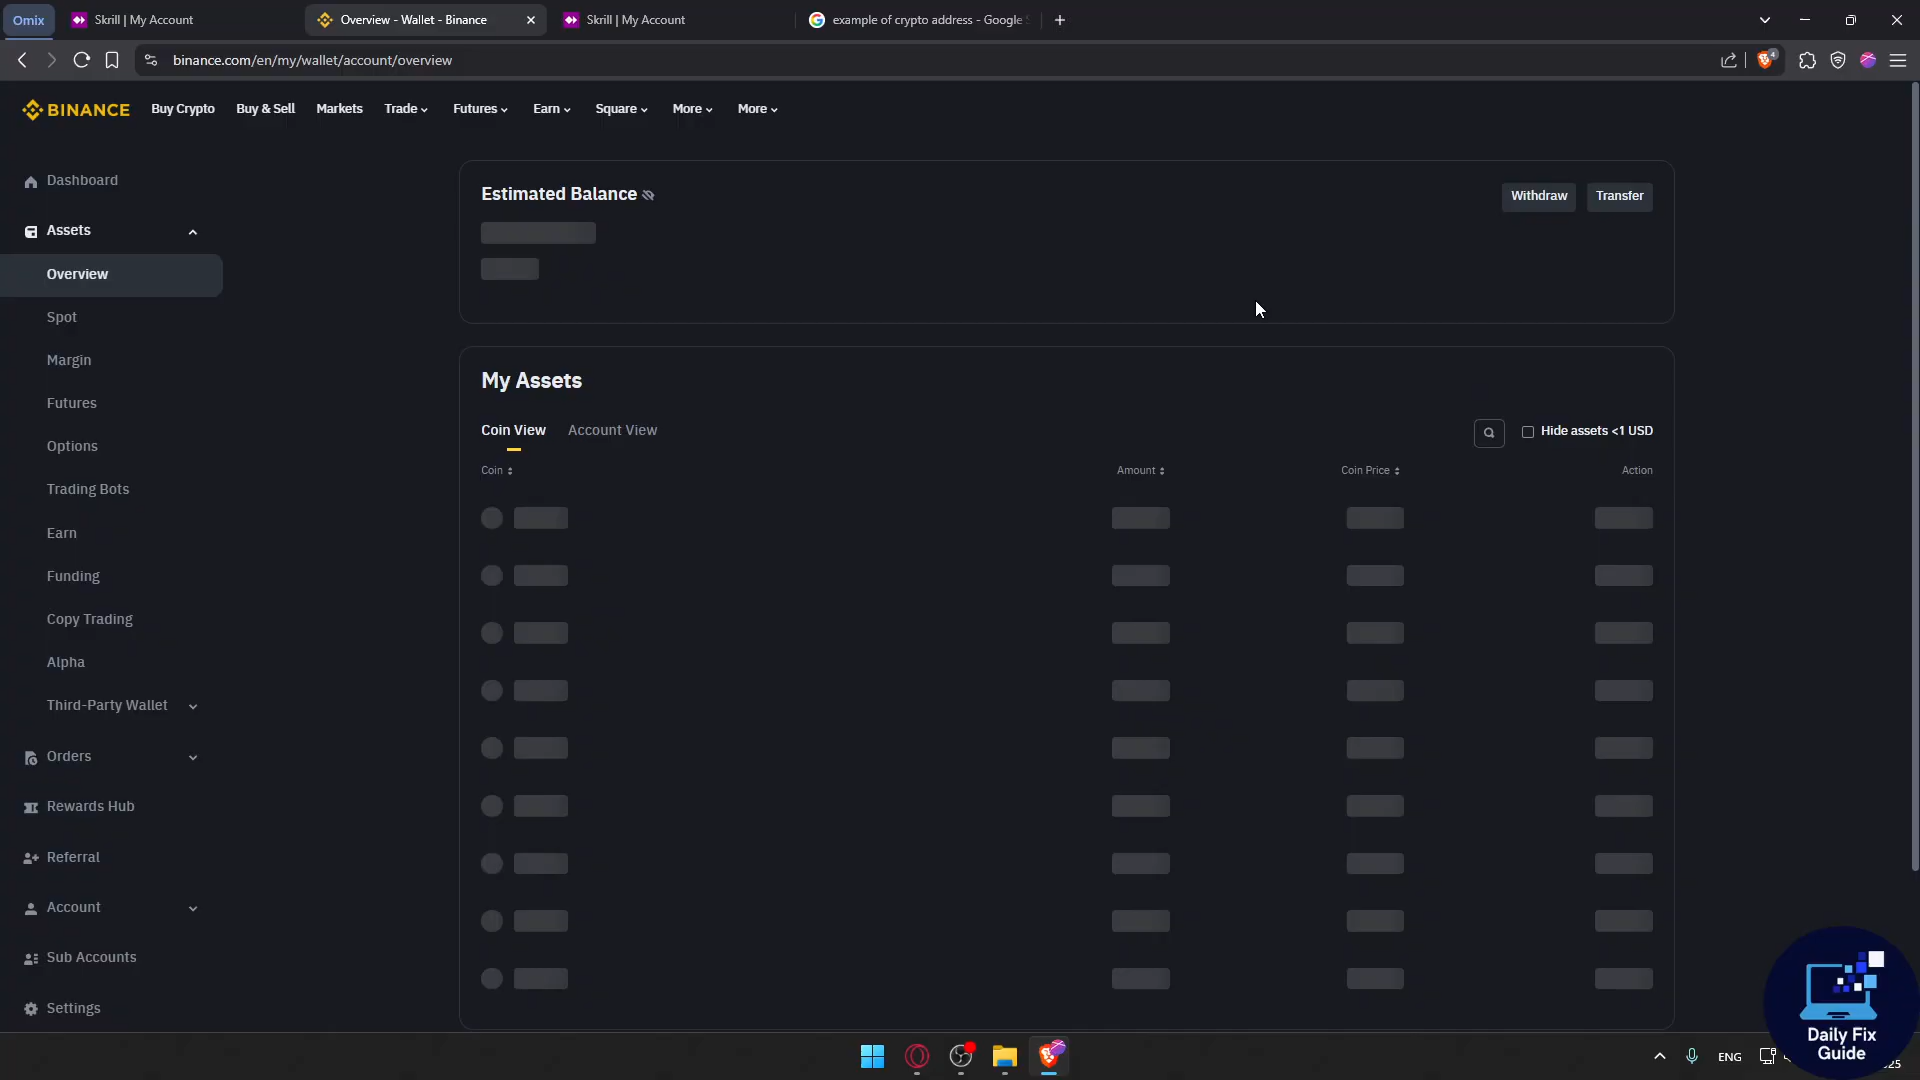 Omix
Skrill | My Account
Overview - Wallet - Binance
Skrill | My Account
example of crypto address - Google
binance.com/en/my/wallet/account/overview
4
BINANCE
Buy Crypto
Buy & Sell
Markets
Trade
Futures
Earn
Square
More
More
Dashboard
Assets
Overview
Spot
Margin
Futures
Options
Trading Bots
Earn
Funding
Copy Trading
Alpha
Third-Party Wallet
Orders
Rewards Hub
Referral
Account
Sub Accounts
Settings
Estimated Balance
Withdraw
Transfer
My Assets
Coin View
Account View
Hide assets <1 USD
Coin
Amount
Coin Price
Action
Daily Fix
Guide
ENG